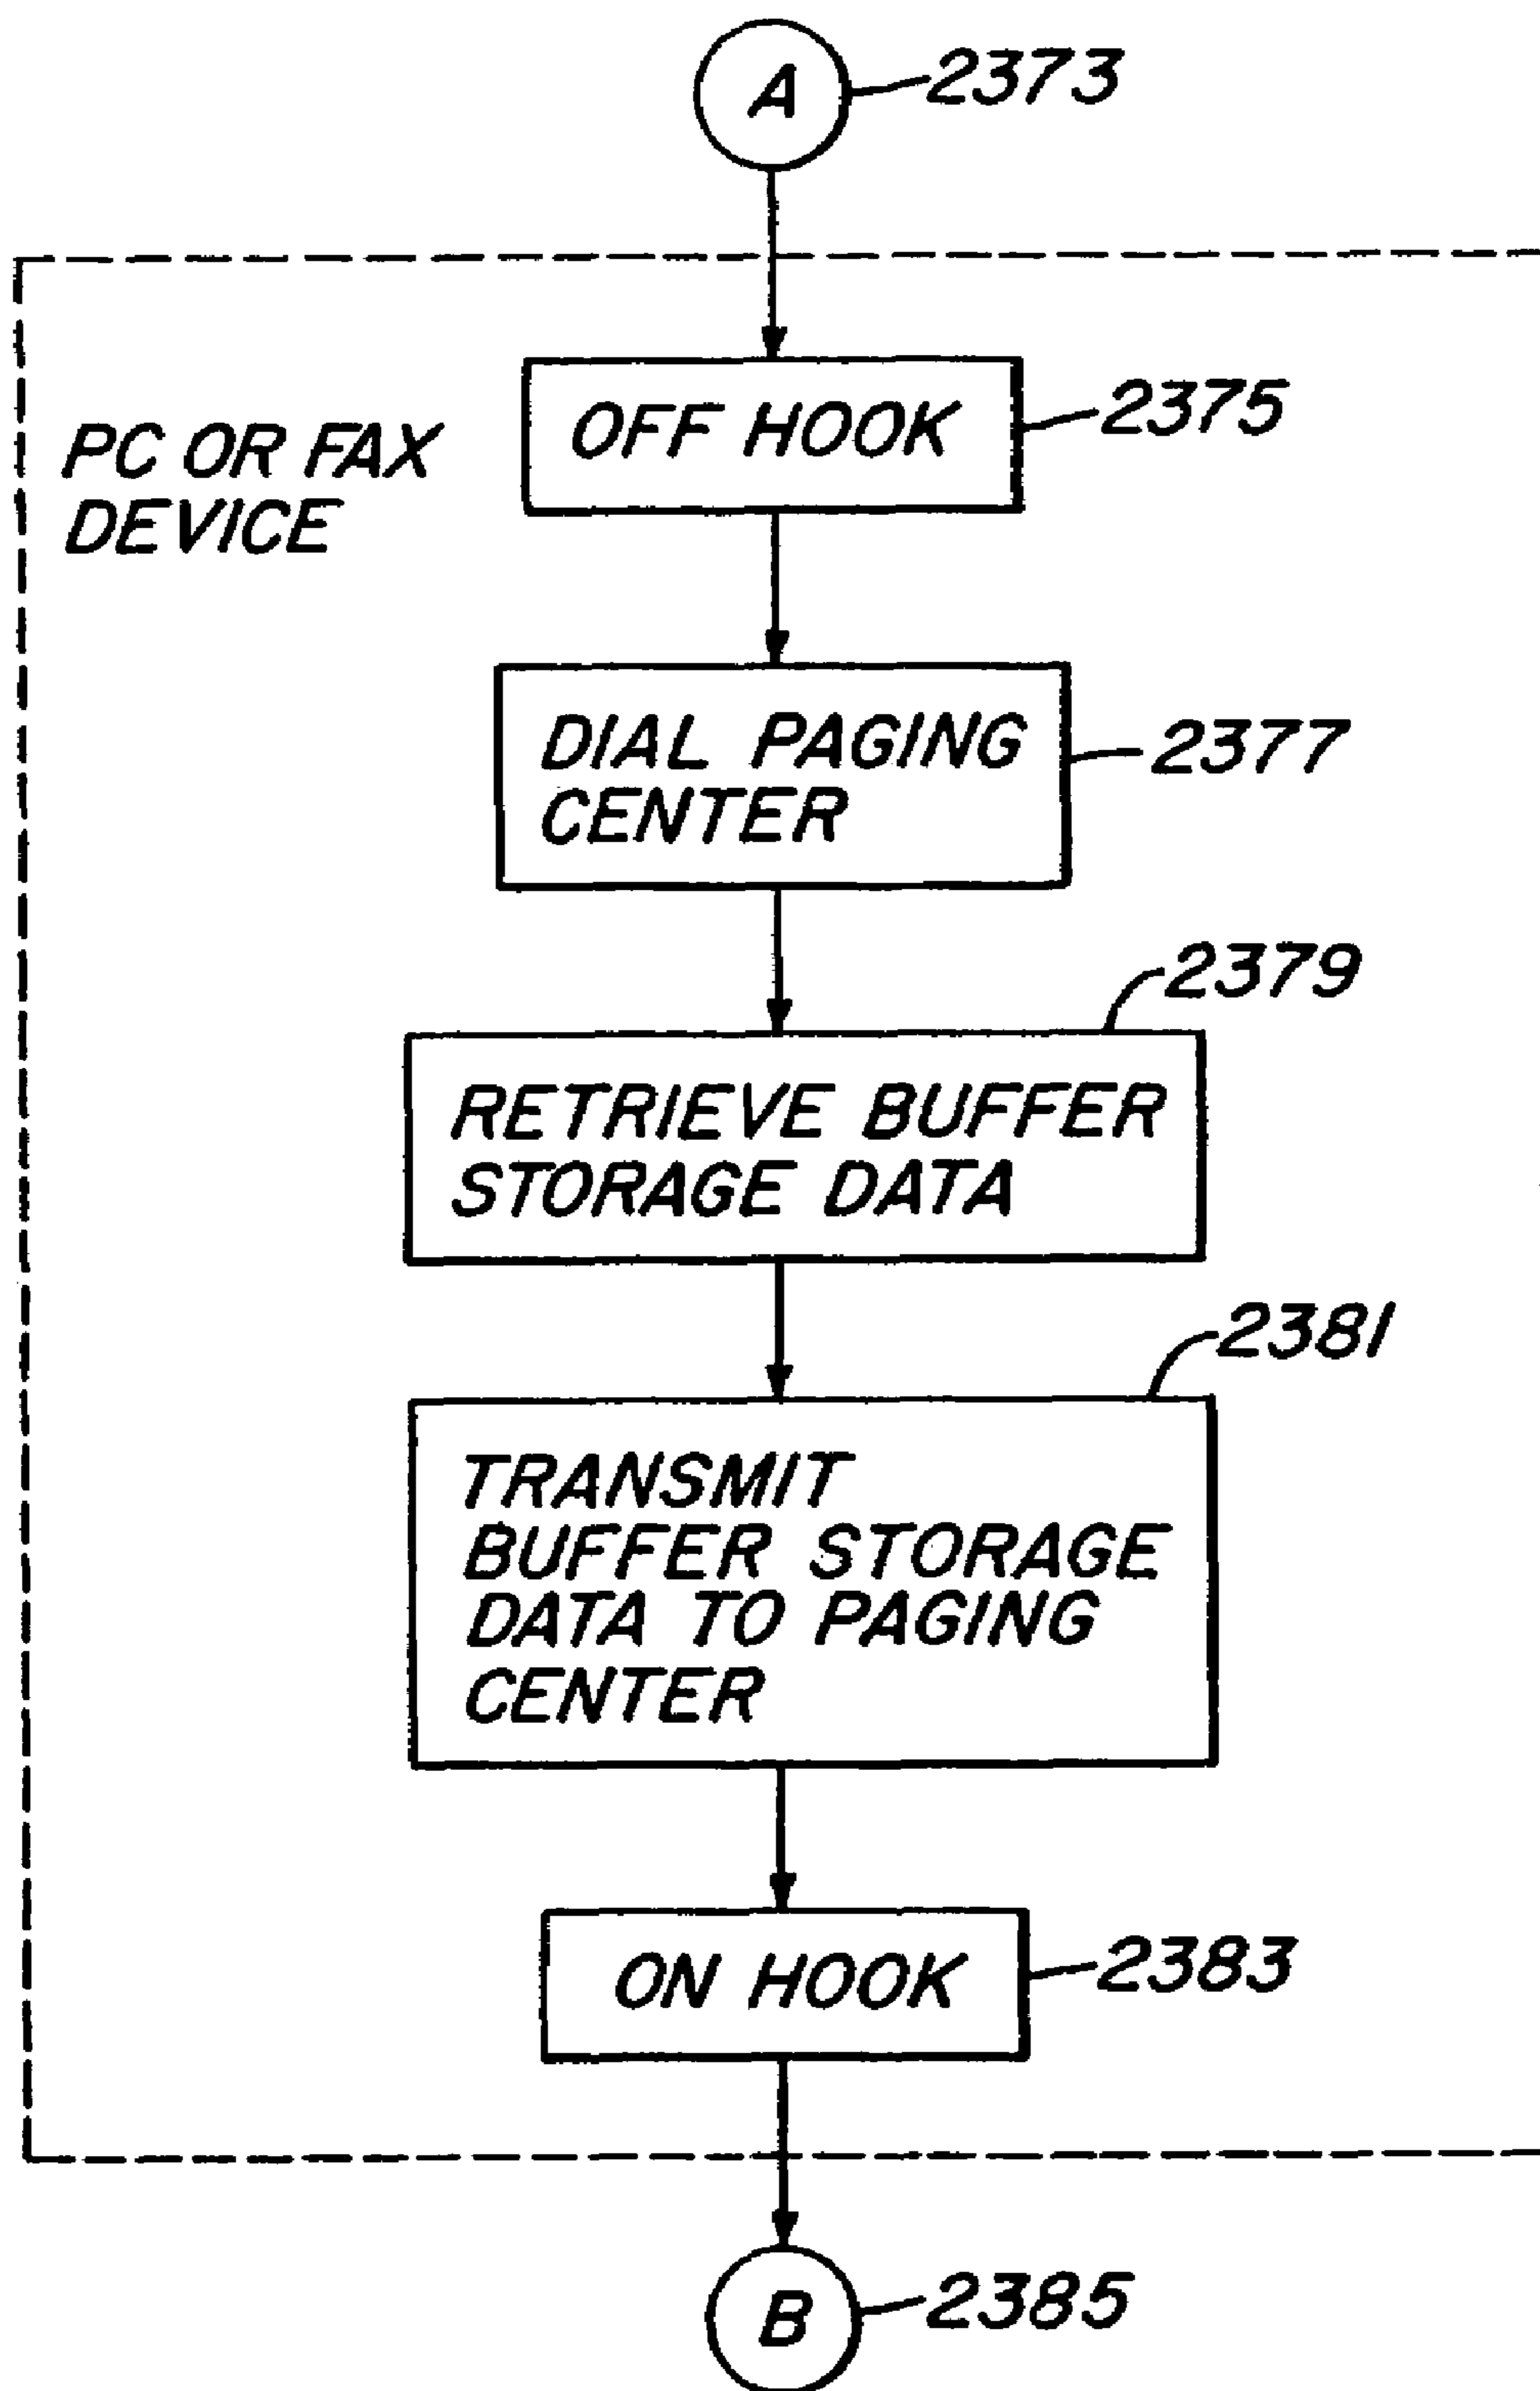 A
2373
OFF HOOK
2375
PC OR FAX
DEVICE
DIAL PAGING
CENTER
2377
2379
RETRIEVE BUFFER
STORAGE DATA
2381
TRANSMIT
BUFFER STORAGE
DATA TO PAGING
CENTER
ON HOOK
2383
B
2385